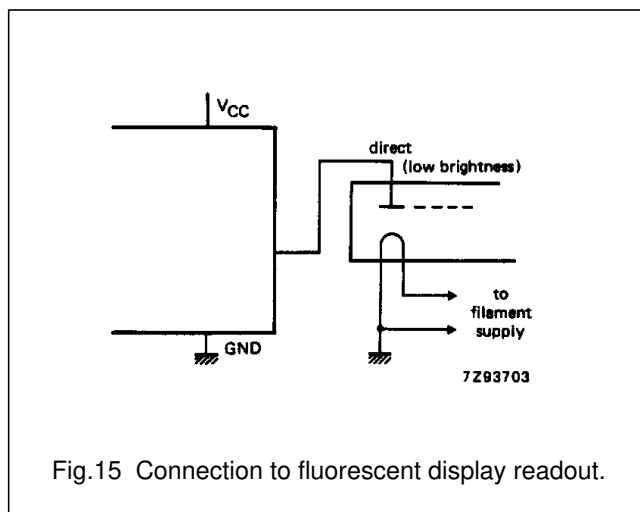 VCC
direct
(low brightness)
to
filament
supply
GND
7Z93703
Fig.15 Connection to fluorescent display readout.